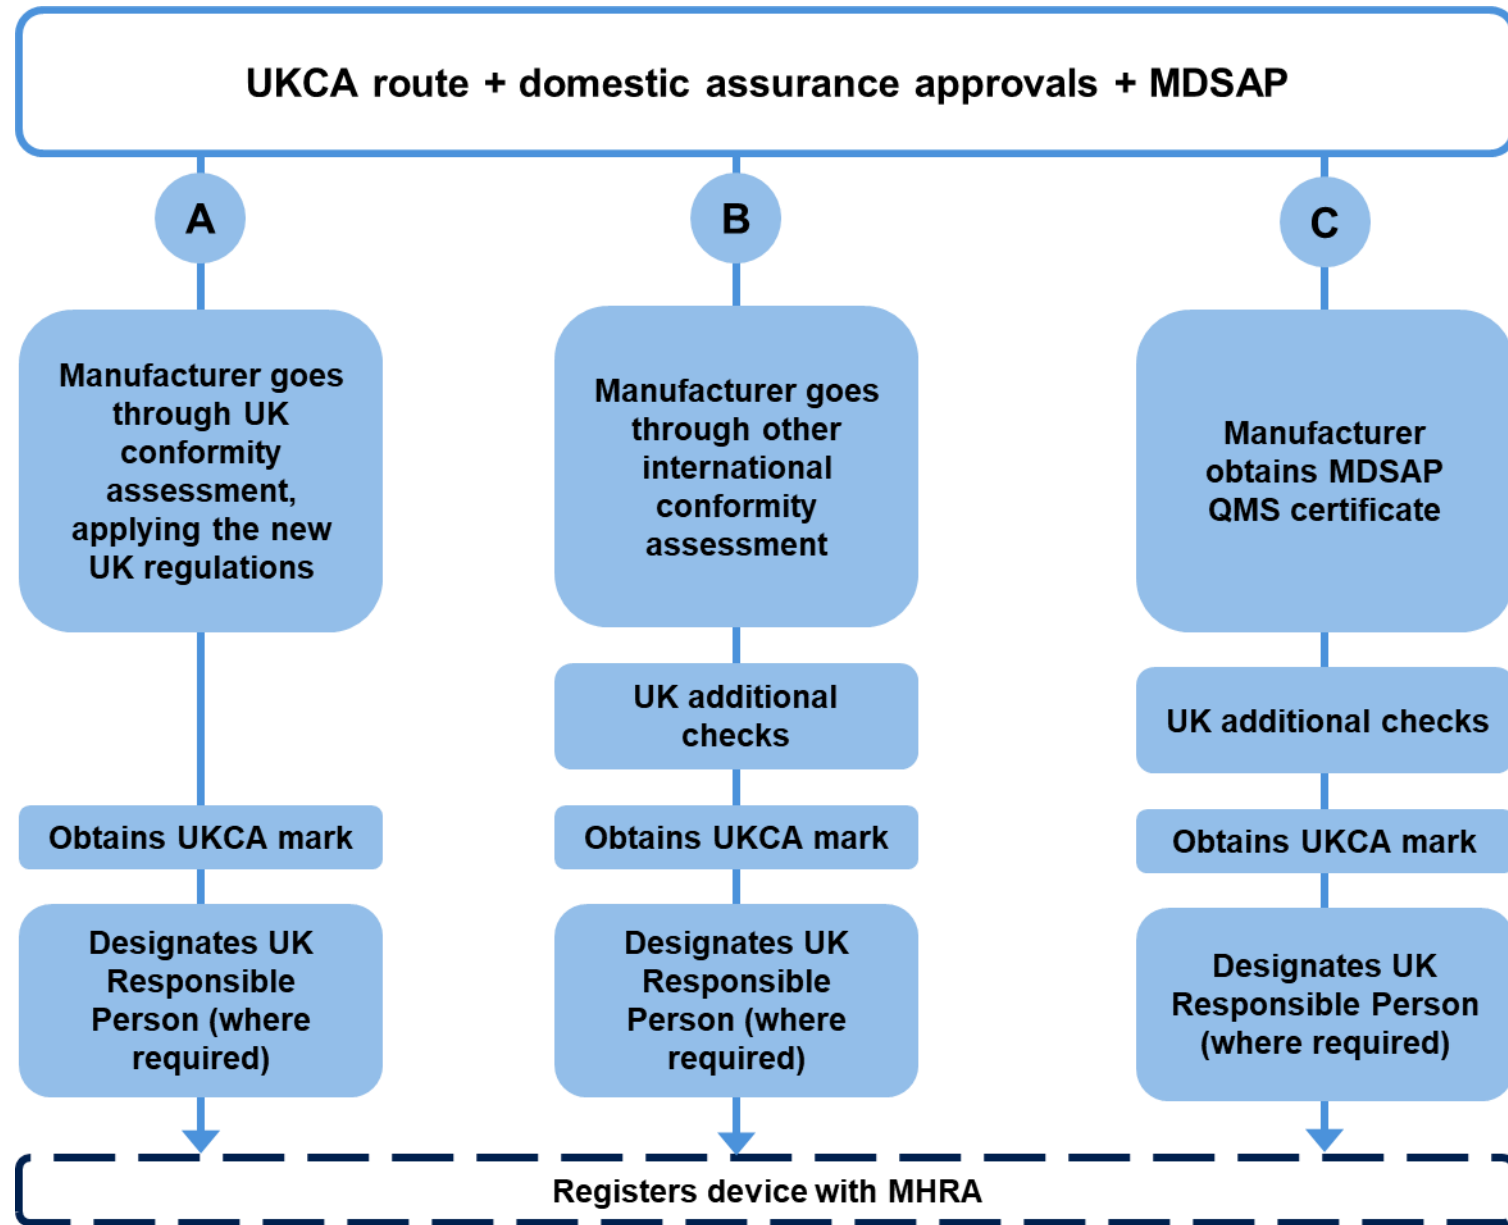 UKCA route + domestic assurance approvals + MDSAP
A
B
C
Manufacturer goes
through UK
conformity
assessment,
applying the new
UK regulations
Manufacturer goes
through other
international
conformity
assessment
Manufacturer
obtains MDSAP
QMS certificate
UK additional
checks
UK additional checks
Obtains UKCA mark
Obtains UKCA mark
Obtains UKCA mark
Designates UK
Responsible
Person (where
required)
Designates UK
Responsible
Person (where
required)
Designates UK
Responsible Person
(where required)
Registers device with MHRA